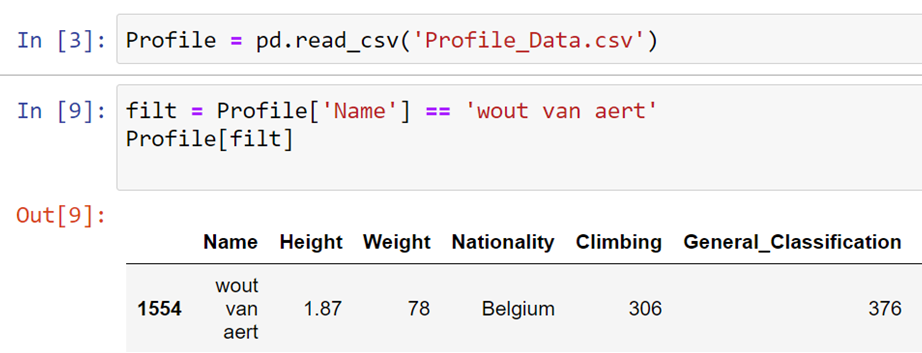 In [3]: Profile = pd.read_csv('Profile_Data.csv')
In [9]: filt = Profile['Name'] == 'wout van aert'
Profile[filt]
Out[9]:
Name Height Weight Nationality Climbing General_Classification
1554 wout van aert 1.87 78 Belgium 306 376